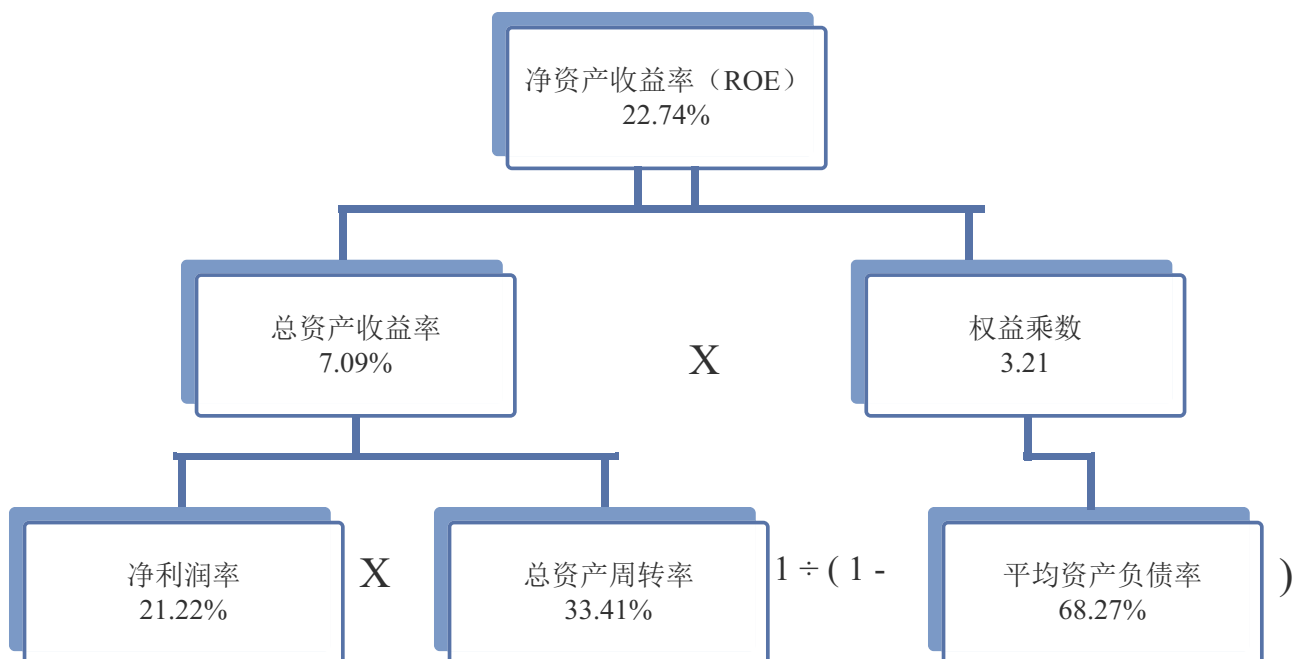 净资产收益率（ROE）
22.74%
总资产收益率
7.09%
X
权益乘数
3.21
净利润率
21.22%
X
总资产周转率
33.41%
1 ÷ ( 1 -
平均资产负债率
68.27%
)